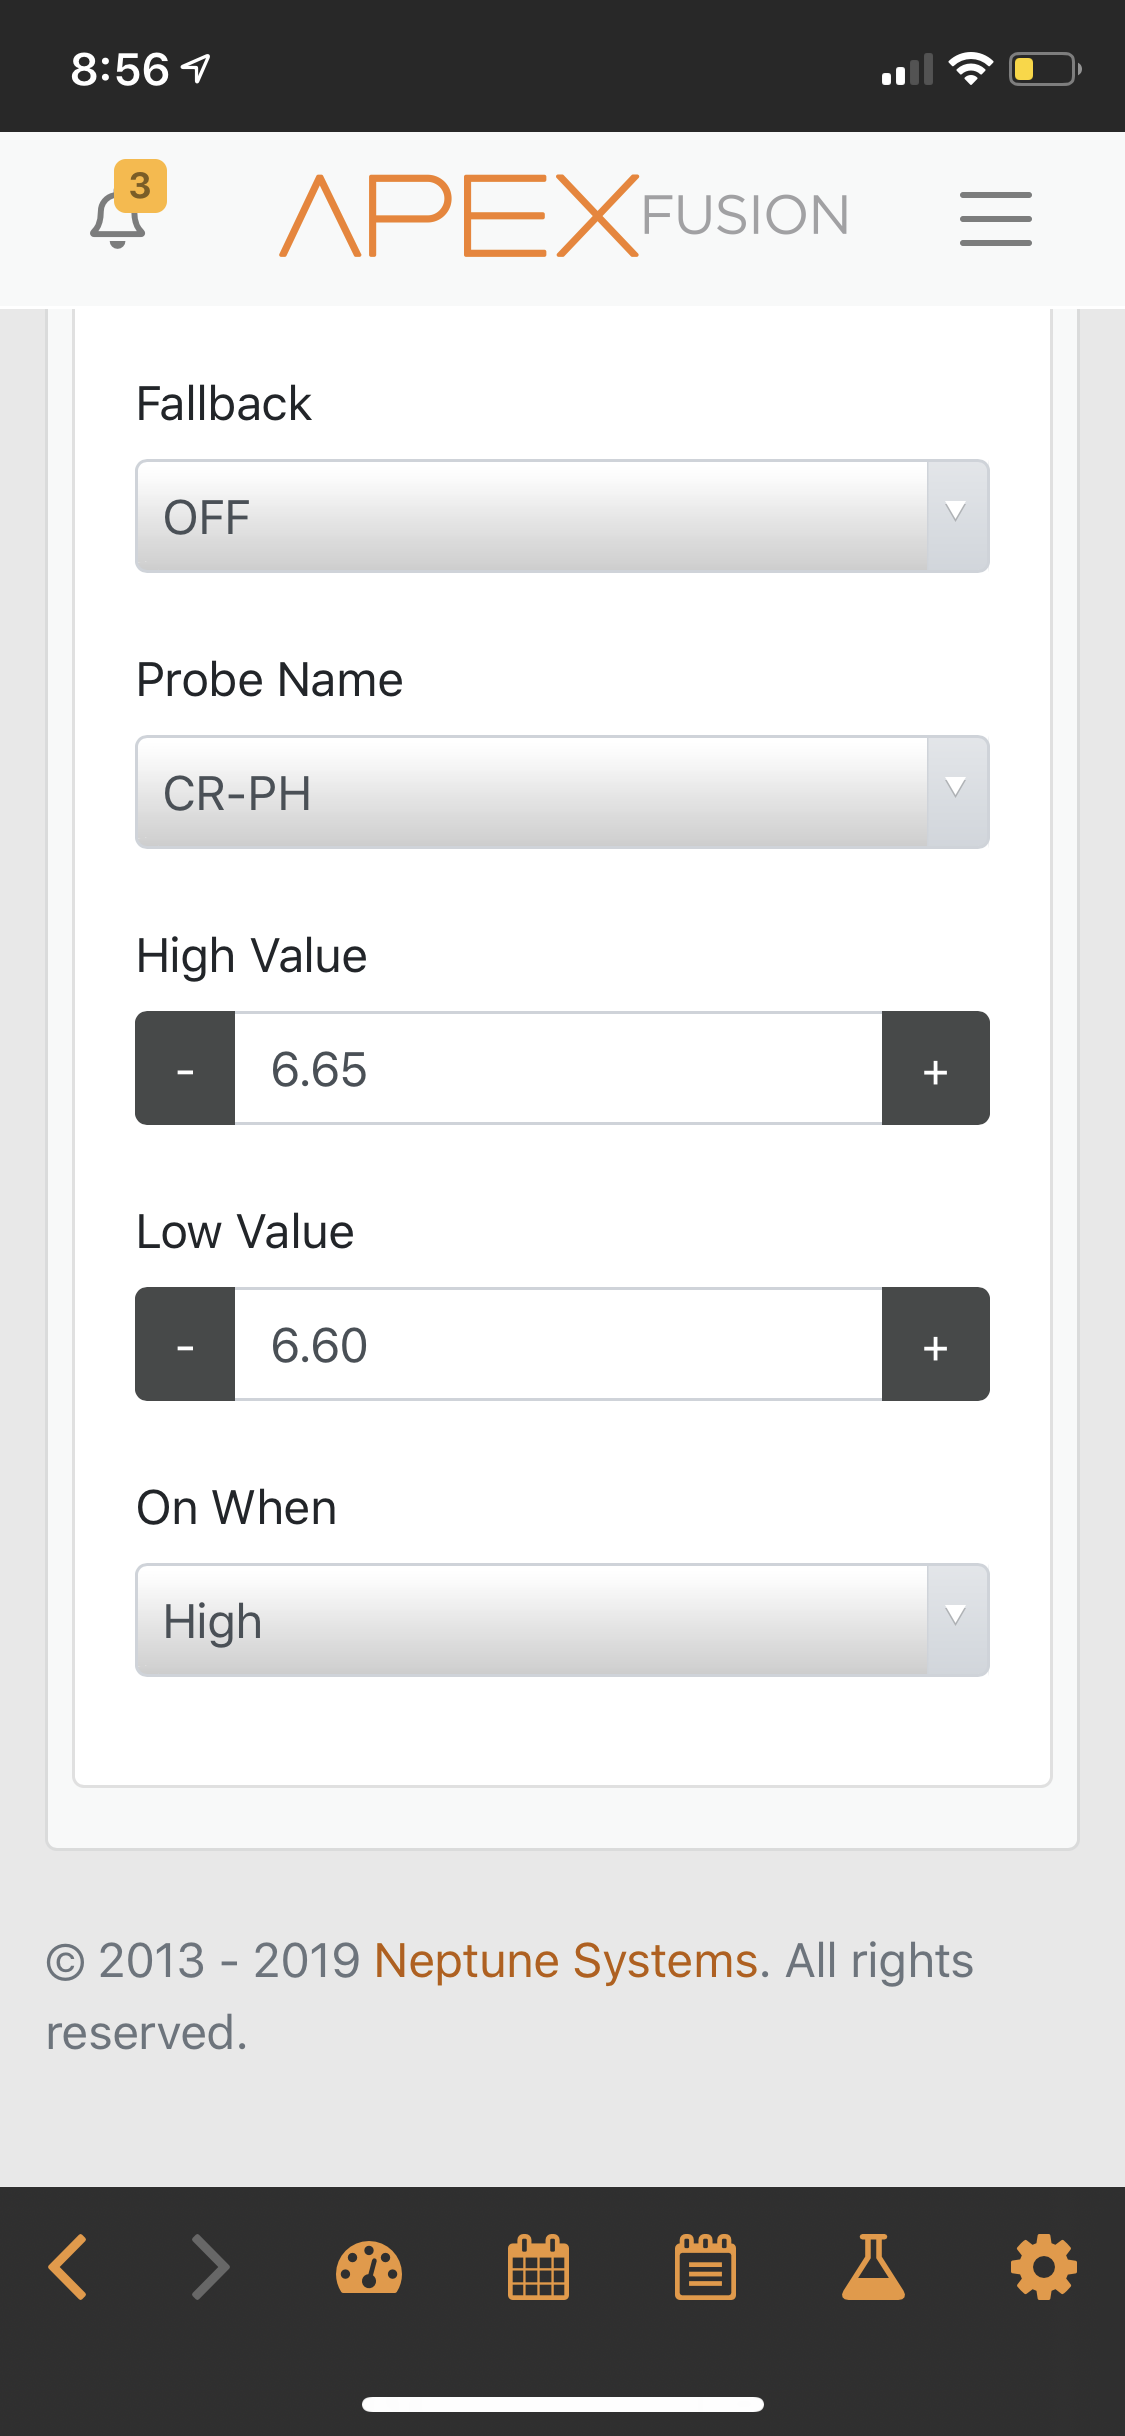 8:56
3
APEX FUSION
Fallback
OFF
Probe Name
CR-PH
High Value
- 6.65 +
Low Value
- 6.60 +
On When
High
© 2013 - 2019 Neptune Systems. All rights
reserved.